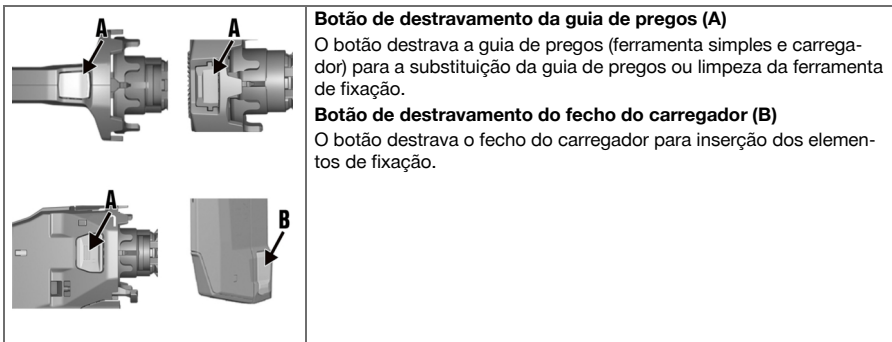 A
A
Botão de destravamento da guia de pregos (A)
O botão destrava a guia de pregos (ferramenta simples e carrega-
dor) para a substituição da guia de pregos ou limpeza da ferramenta
de fixação.
Botão de destravamento do fecho do carregador (B)
O botão destrava o fecho do carregador para inserção dos elemen-
tos de fixação.
A
B